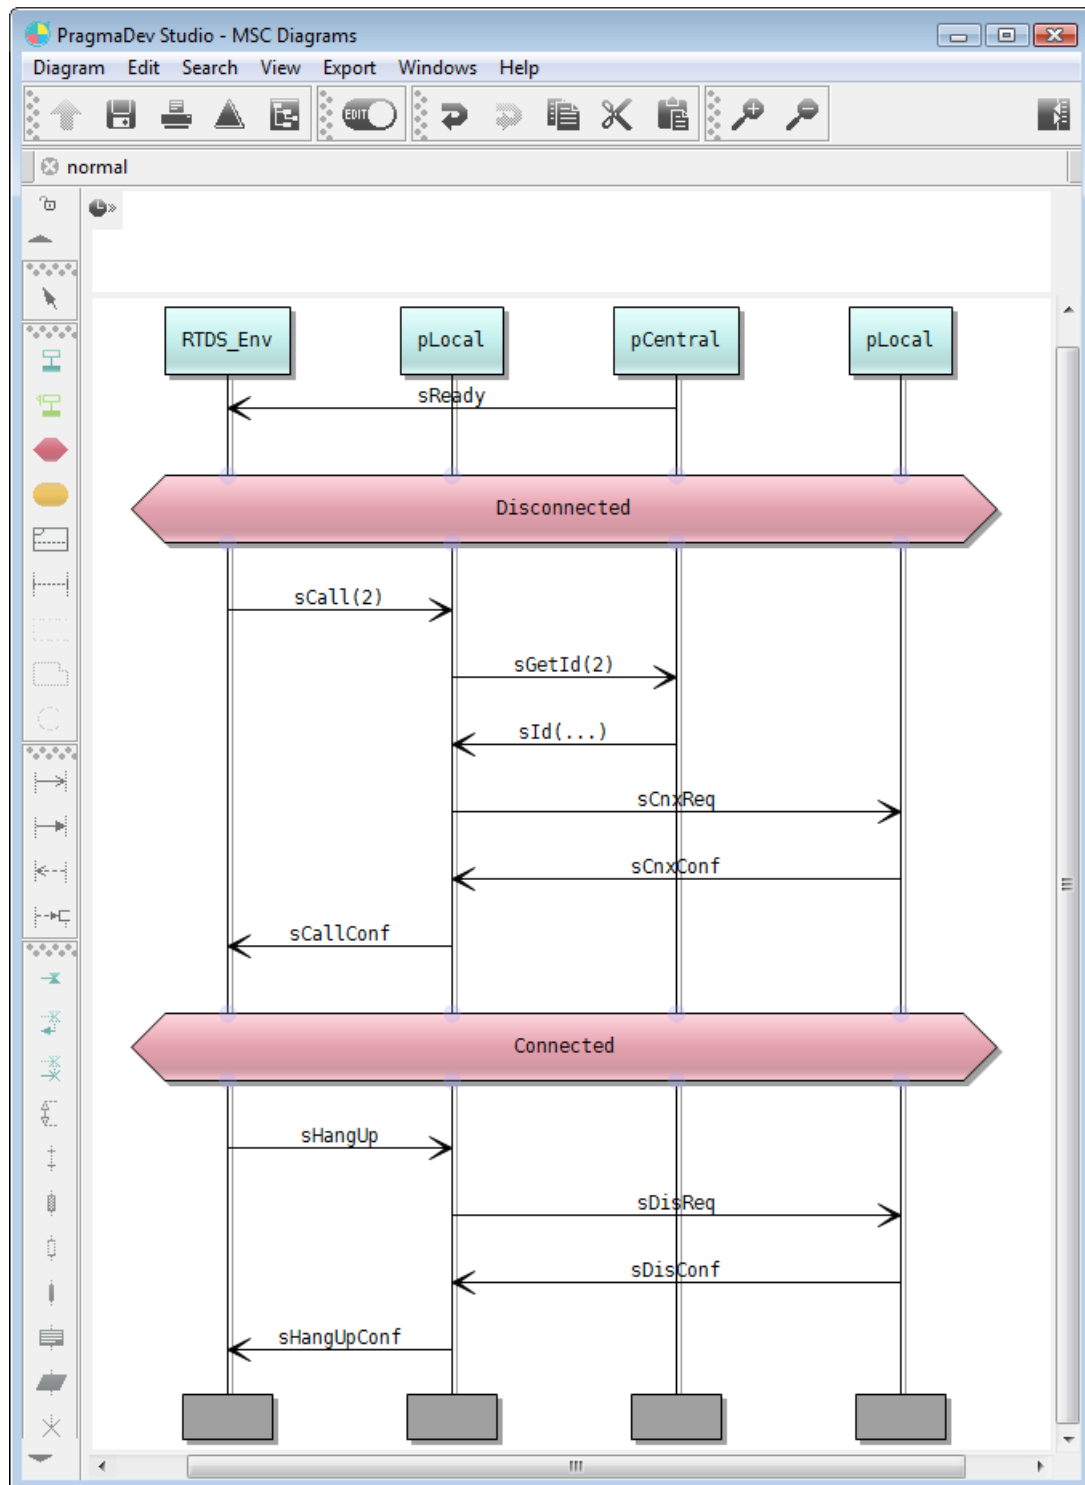 PragmaDev Studio - MSC Diagrams
Diagram Edit Search View Export Windows Help
EDIT
normal
RTDS_Env pLocal pCentral pLocal
sReady
Disconnected
sCall(2)
sGetId(2)
sId(...)
sCnxReq
sCnxConf
sCallConf
Connected
sHangUp
sDisReq
sDisConf
sHangUpConf